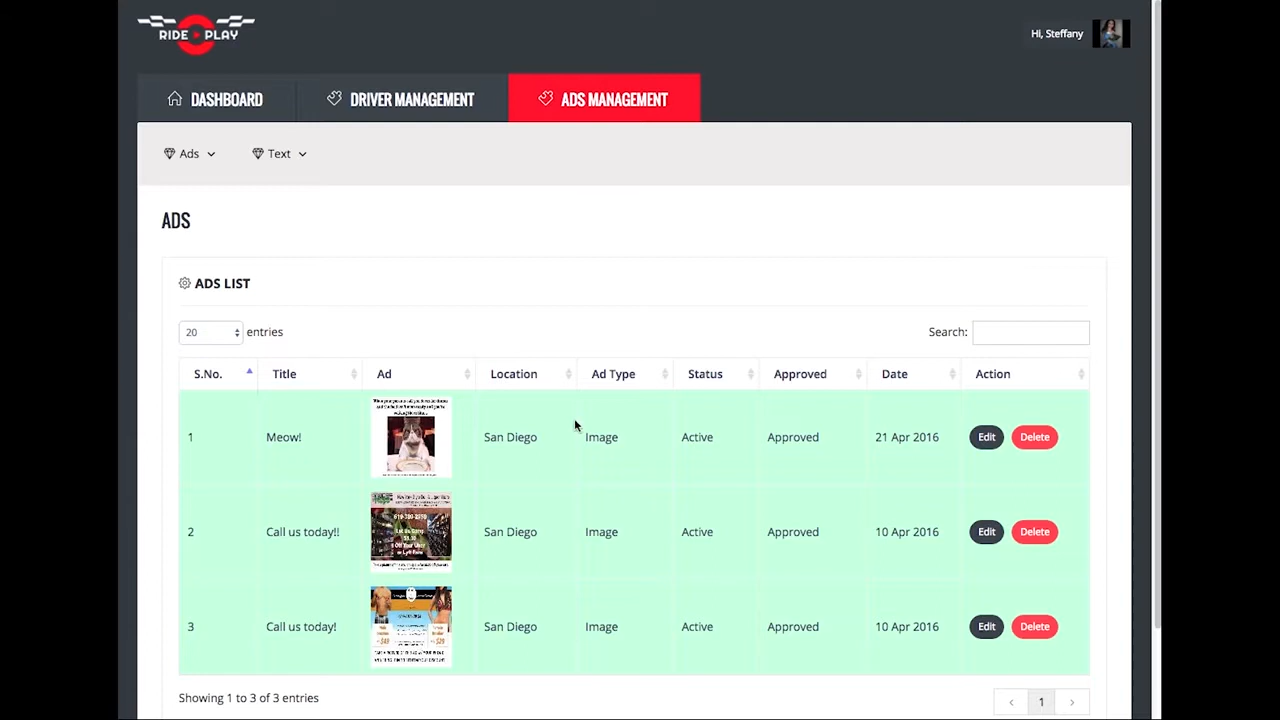 RIDE PLAY
Hi, Steffany
DASHBOARD
DRIVER MANAGEMENT
ADS MANAGEMENT
Ads
Text
ADS
ADS LIST
20 entries
Search:
S.No. Title Ad Location Ad Type Status Approved Date Action
1 Meow! San Diego Image Active Approved 21 Apr 2016 Edit Delete
2 Call us today!! San Diego Image Active Approved 10 Apr 2016 Edit Delete
3 Call us today! San Diego Image Active Approved 10 Apr 2016 Edit Delete
Showing 1 to 3 of 3 entries
‹ 1 ›